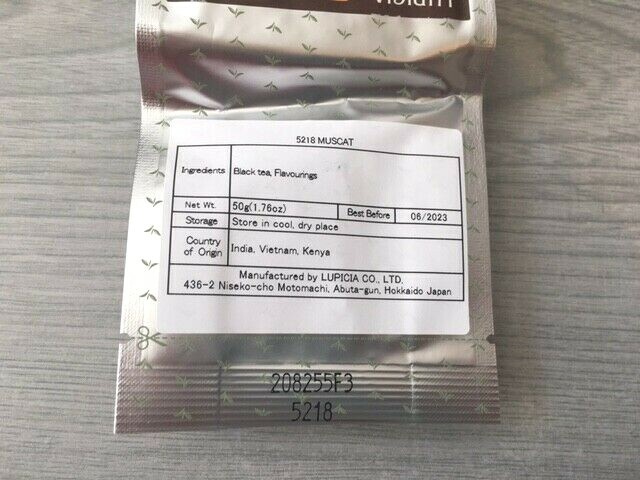 LUPICIA
5218 MUSCAT
Ingredients Black tea, Flavourings
Net Wt. 50g(1.76oz) Best Before 06/2023
Storage Store in cool, dry place
Country of Origin India, Vietnam, Kenya
Manufactured by LUPICIA CO., LTD.
436-2 Niseko-cho Motomachi, Abuta-gun, Hokkaido Japan
208255F3
5218